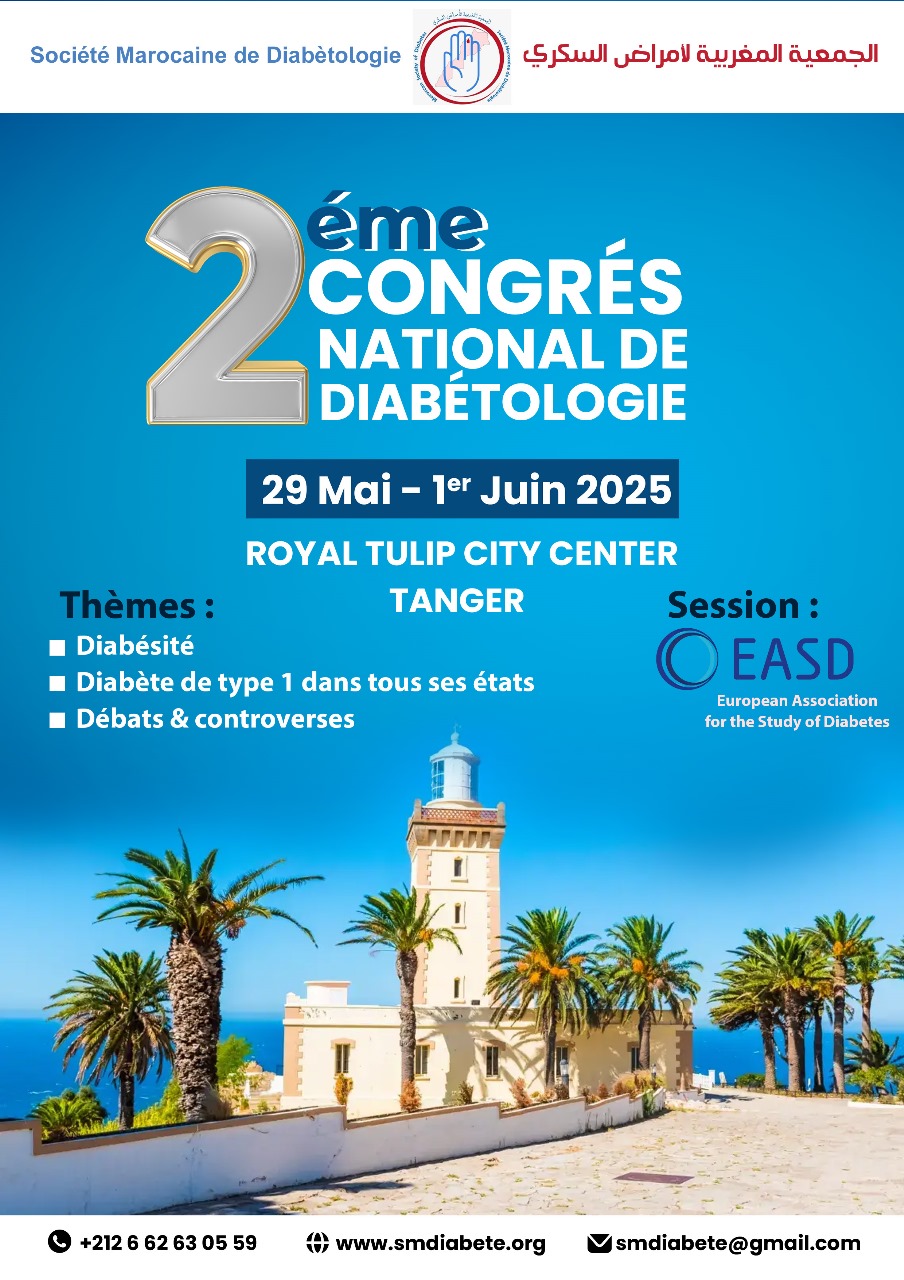 Société Marocaine de Diabètologie
الجمعية المغربية لأمراض السكري
2éme
CONGRÉS
NATIONAL DE
DIABÉTOLOGIE
29 Mai – 1er Juin 2025
ROYAL TULIP CITY CENTER
TANGER
Thèmes :
Diabésité
Diabète de type 1 dans tous ses états
Débats & controverses
Session :
EASD
European Association
for the Study of Diabetes
+212 6 62 63 05 59
www.smdiabete.org
smdiabete@gmail.com